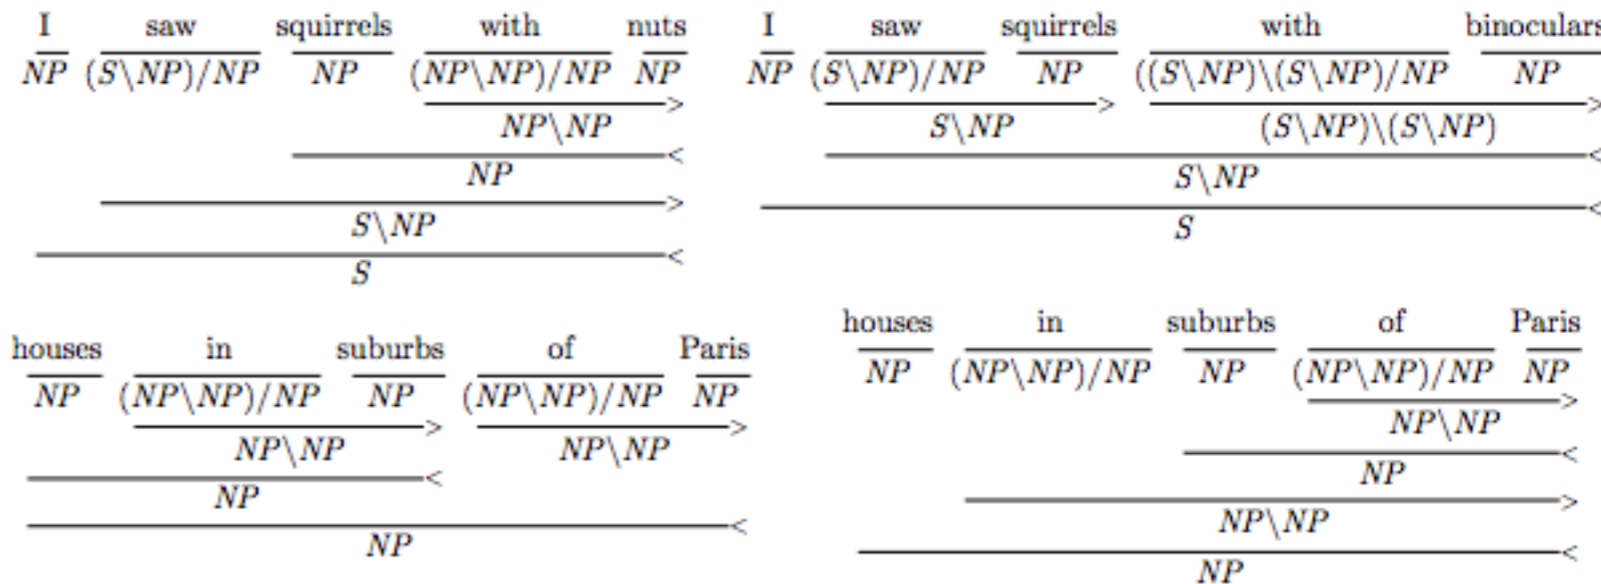 I saw squirrels with nuts
NP (S\NP)/NP NP (NP\NP)/NP NP
>
NP\NP
<
NP
>
S\NP
<
S
I saw squirrels with binoculars
NP (S\NP)/NP NP ((S\NP)\(S\NP)/NP NP
> >
S\NP (S\NP)\(S\NP)
<
S\NP
<
S
houses in suburbs of Paris
NP (NP\NP)/NP NP (NP\NP)/NP NP
> >
NP\NP NP\NP
<
NP
<
NP
houses in suburbs of Paris
NP (NP\NP)/NP NP (NP\NP)/NP NP
>
NP\NP
<
NP
>
NP\NP
<
NP